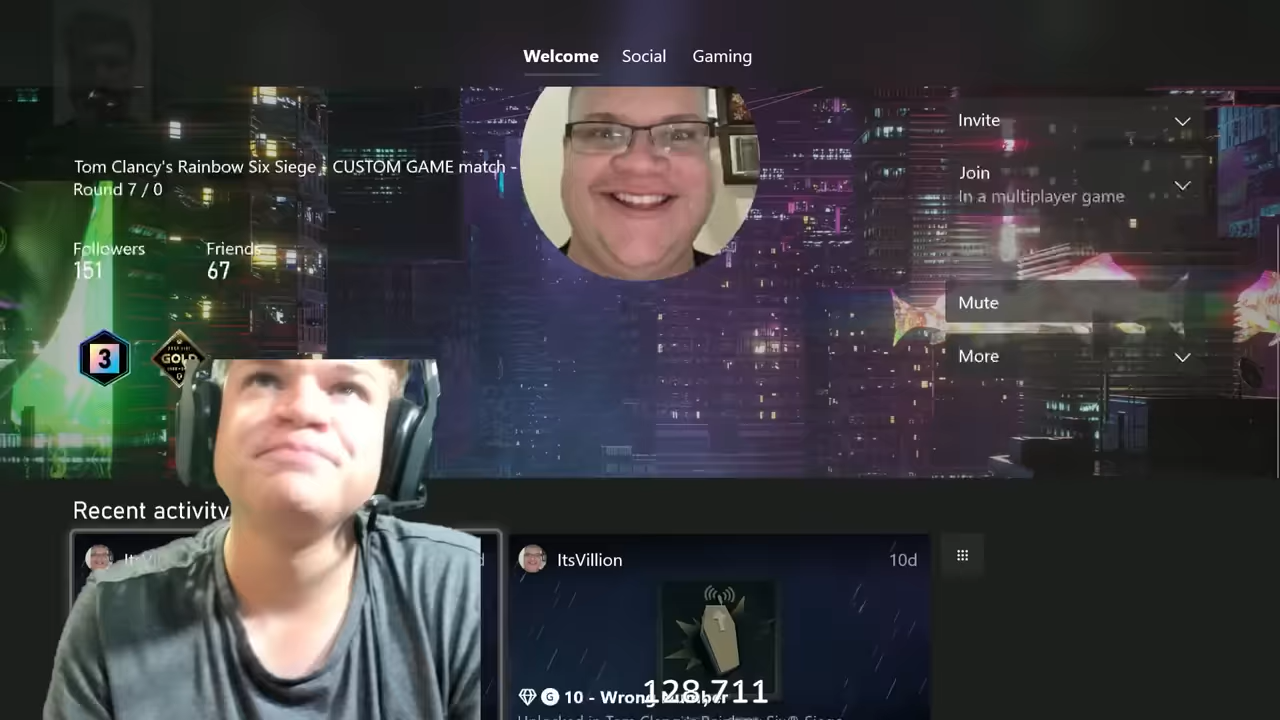 Welcome Social Gaming
Invite
Tom Clancy's Rainbow Six Siege - CUSTOM GAME match -
Round 7 / 0
Join
In a multiplayer game
Followers Friends
151 67
Mute
More
3
GOLD
Recent activity
ItsVillion 10d
10 - Wrong Number
128,711